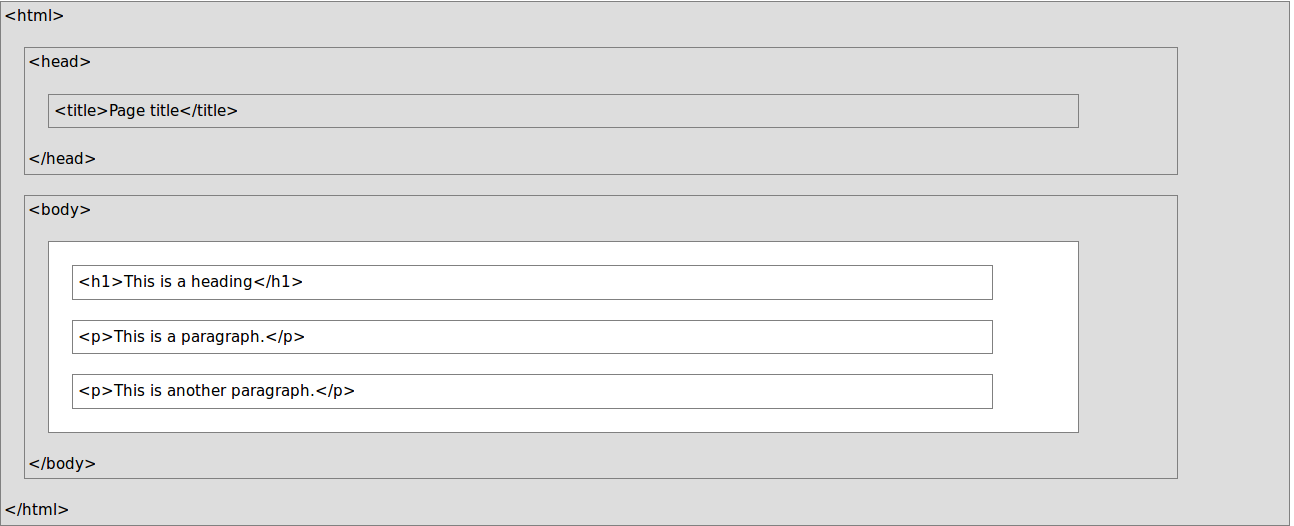 <html>
<head>
<title>Page title</title>
</head>
<body>
<h1>This is a heading</h1>
<p>This is a paragraph.</p>
<p>This is another paragraph.</p>
</body>
</html>